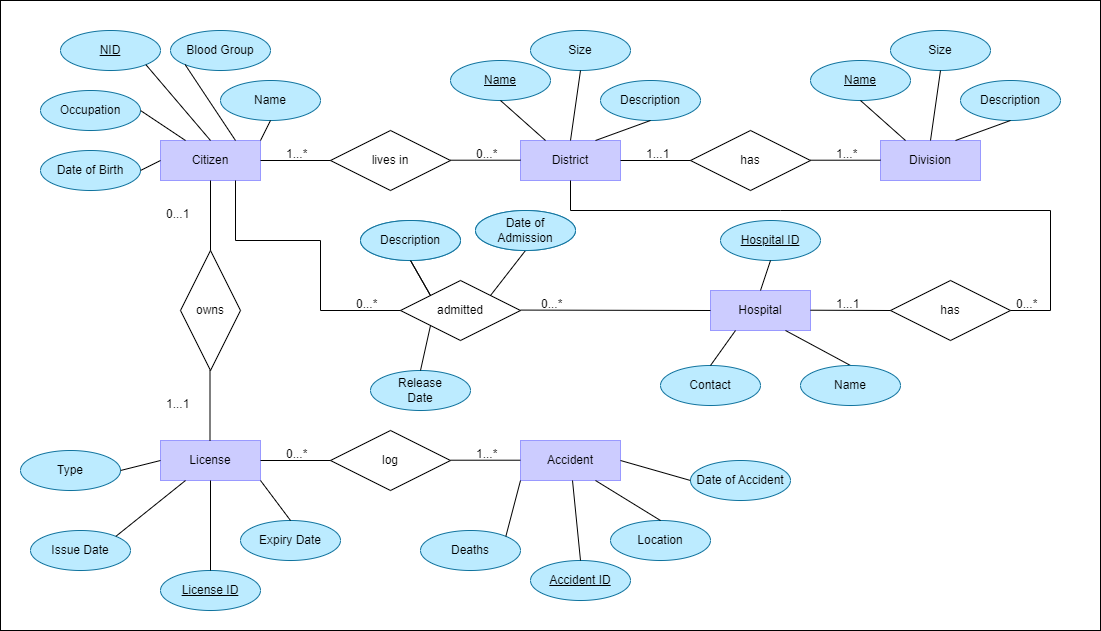 NID
Blood Group
Name
Occupation
Date of Birth
Citizen
1...*
lives in
0...*
Size
Name
Description
District
1...1
has
1...*
Size
Name
Description
Division
0...1
owns
1...1
Description
Date of
Admission
0...*
admitted
0...*
Release
Date
Hospital ID
Hospital
1...1
has
0...*
Contact
Name
License
Type
Issue Date
License ID
Expiry Date
0...*
log
1...*
Accident
Date of Accident
Deaths
Accident ID
Location